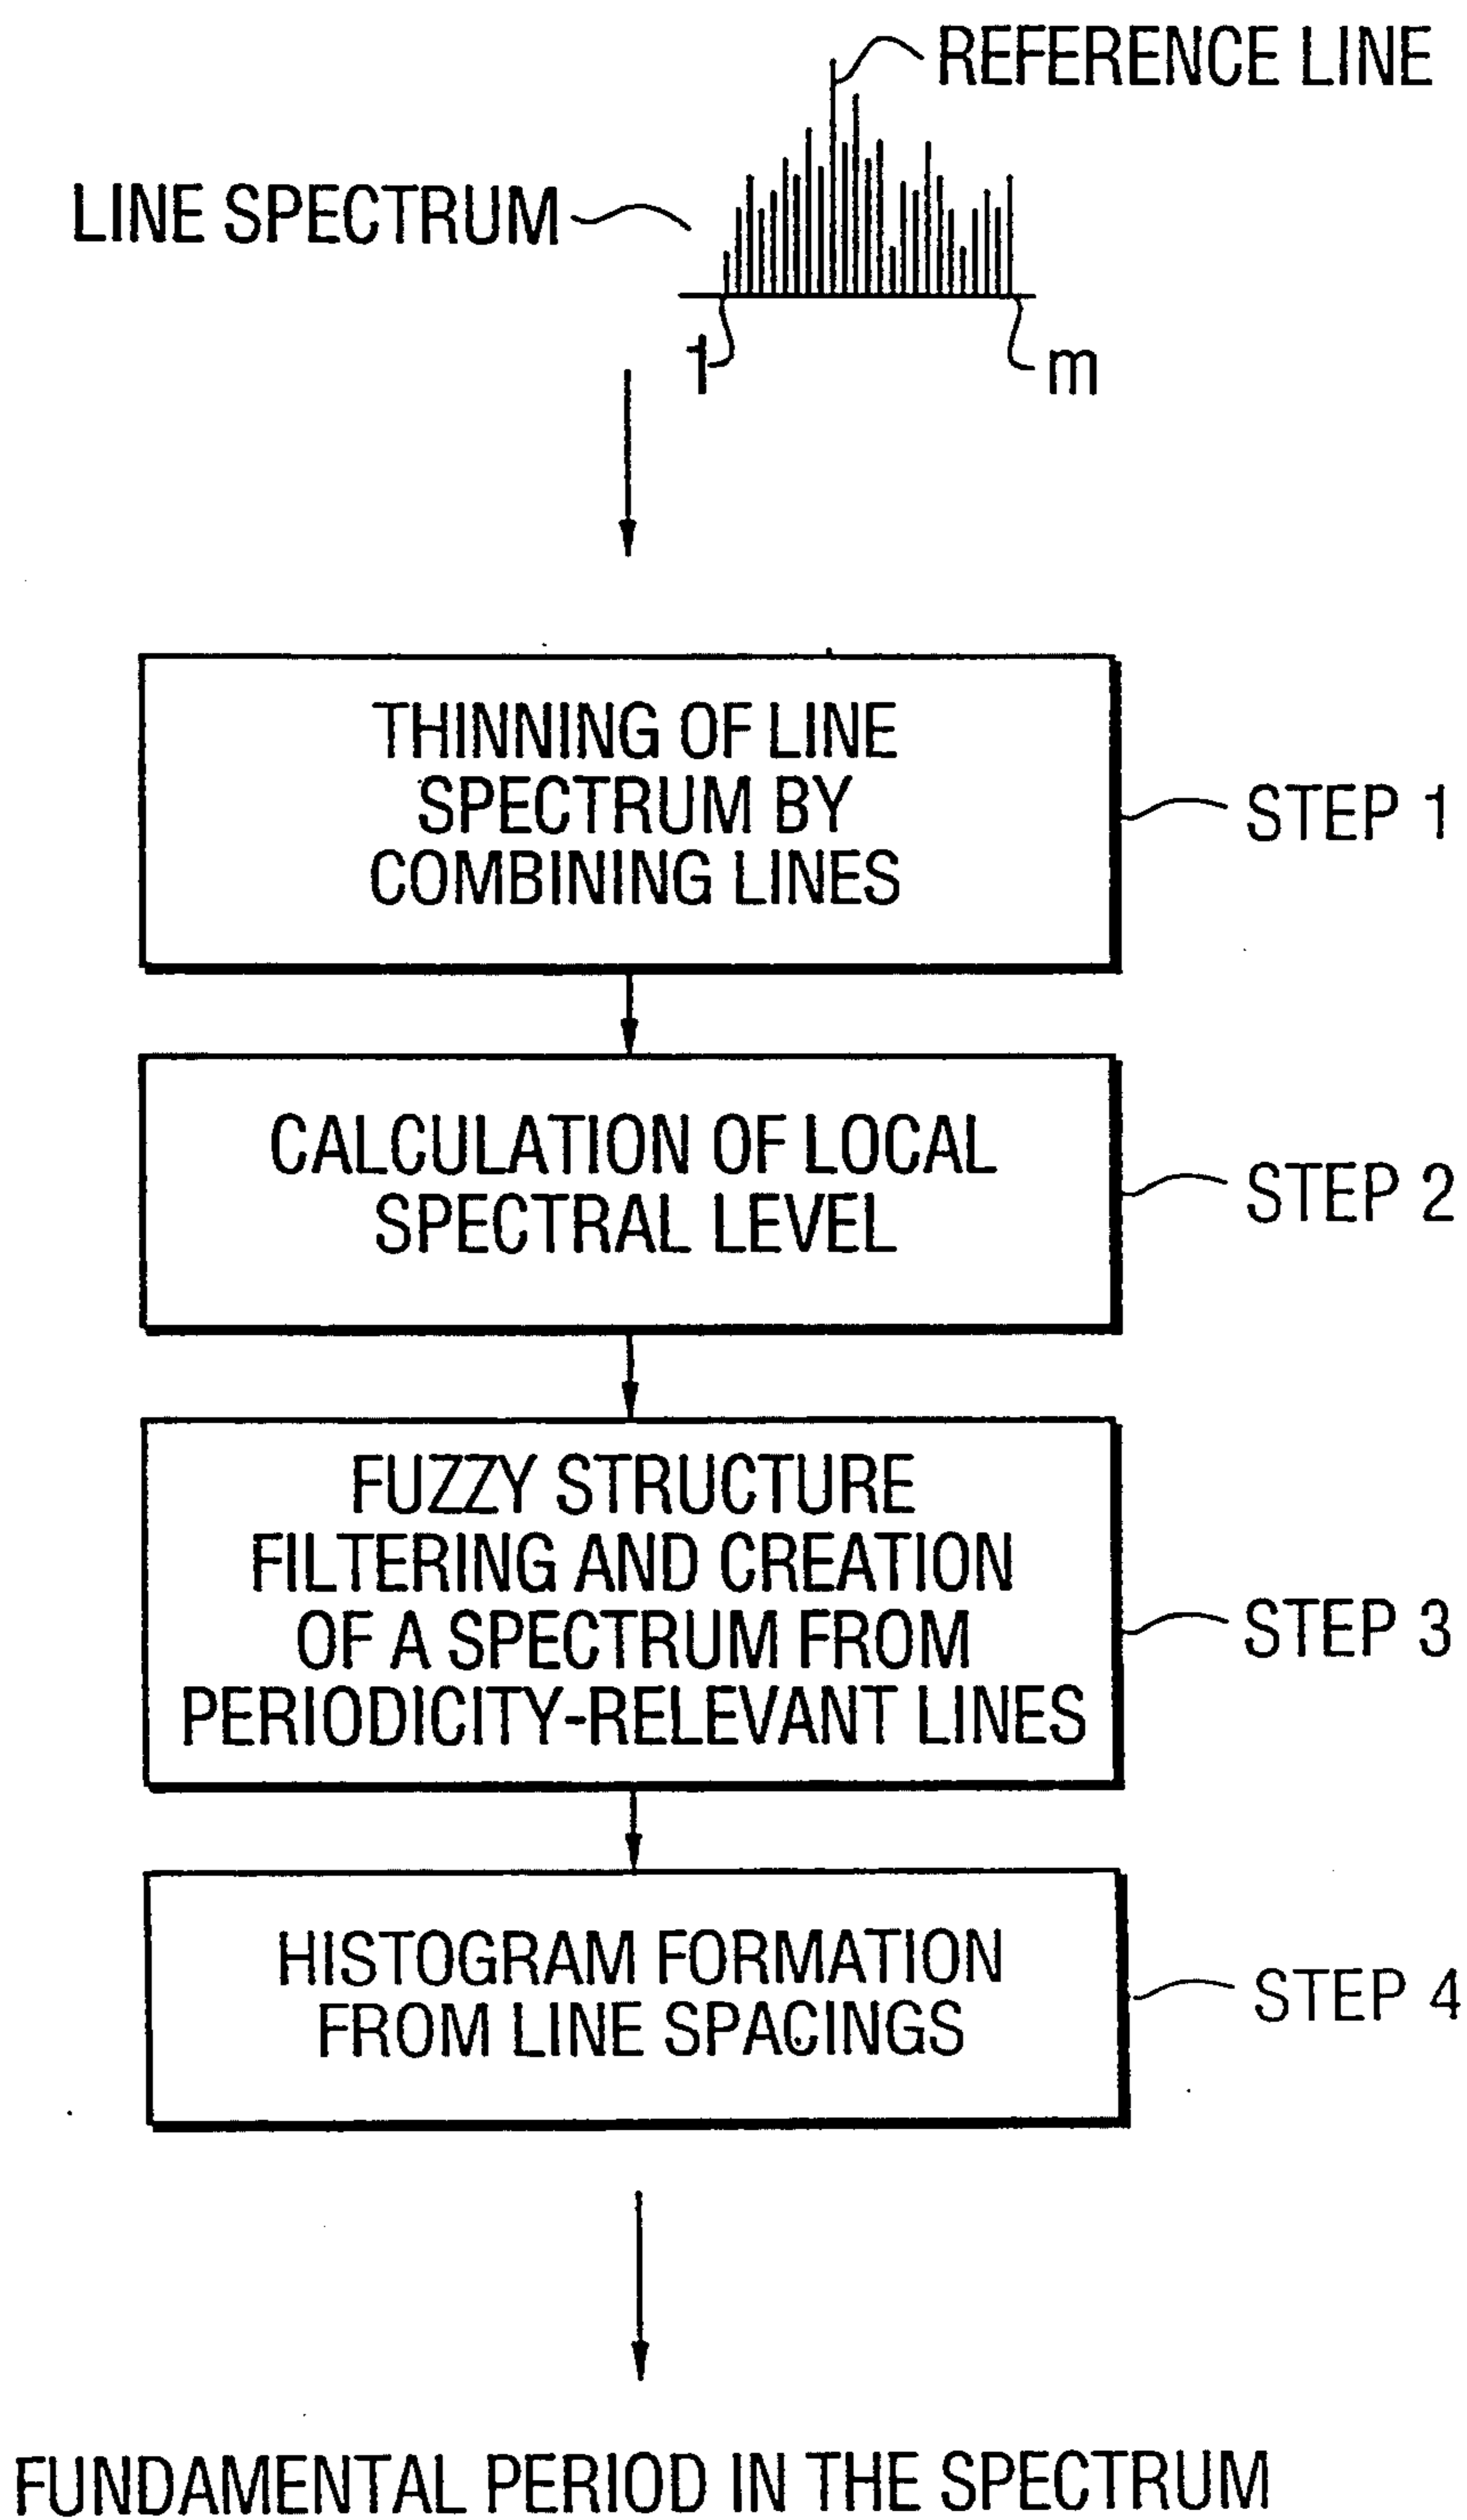 REFERENCE LINE
LINE SPECTRUM
1
m
THINNING OF LINE
SPECTRUM BY
COMBINING LINES
STEP 1
CALCULATION OF LOCAL
SPECTRAL LEVEL
STEP 2
FUZZY STRUCTURE
FILTERING AND CREATION
OF A SPECTRUM FROM
PERIODICITY-RELEVANT LINES
STEP 3
HISTOGRAM FORMATION
FROM LINE SPACINGS
STEP 4
FUNDAMENTAL PERIOD IN THE SPECTRUM